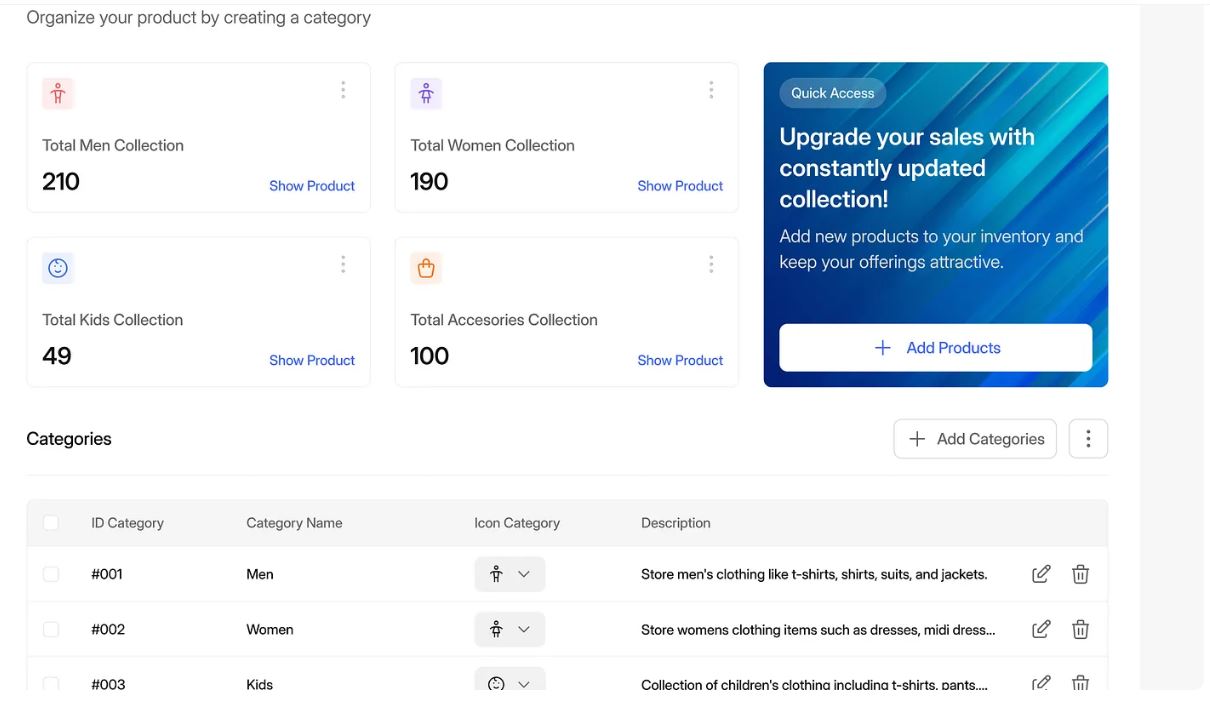 Organize your product by creating a category
Total Men Collection
210
Show Product
Total Women Collection
190
Show Product
Quick Access
Upgrade your sales with
constantly updated
collection!
Add new products to your inventory and
keep your offerings attractive.
Add Products
Total Kids Collection
49
Show Product
Total Accesories Collection
100
Show Product
Categories
Add Categories
ID Category Category Name Icon Category Description
#001 Men Store men's clothing like t-shirts, shirts, suits, and jackets.
#002 Women Store womens clothing items such as dresses, midi dress...
#003 Kids Collection of children's clothing including t-shirts, pants,...